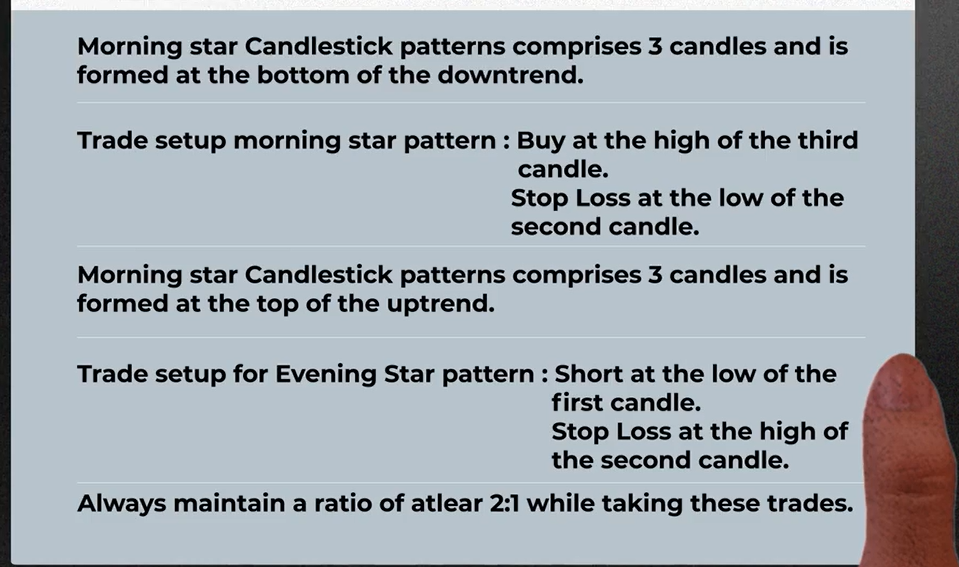 Morning star Candlestick patterns comprises 3 candles and is
formed at the bottom of the downtrend.
Trade setup morning star pattern : Buy at the high of the third
candle.
Stop Loss at the low of the
second candle.
Morning star Candlestick patterns comprises 3 candles and is
formed at the top of the uptrend.
Trade setup for Evening Star pattern : Short at the low of the
first candle.
Stop Loss at the high of
the second candle.
Always maintain a ratio of atlear 2:1 while taking these trades.